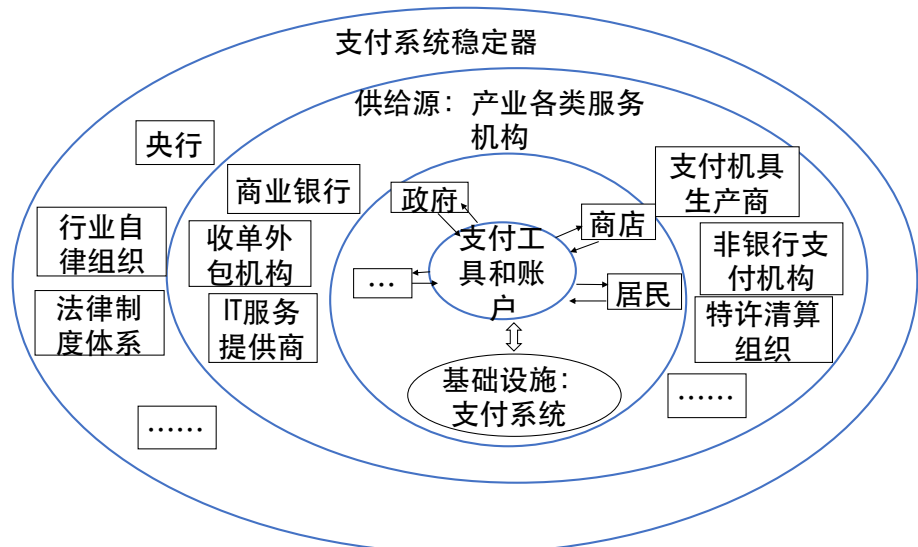 支付系统稳定器
供给源：产业各类服务
机构
央行
商业银行
支付机具
生产商
政府
商店
行业自
律组织
收单外
包机构
支付工
具和账
户
非银行支
付机构
…
居民
法律制
度体系
IT服务
提供商
特许清算
组织
基础设施：
支付系统
……
……